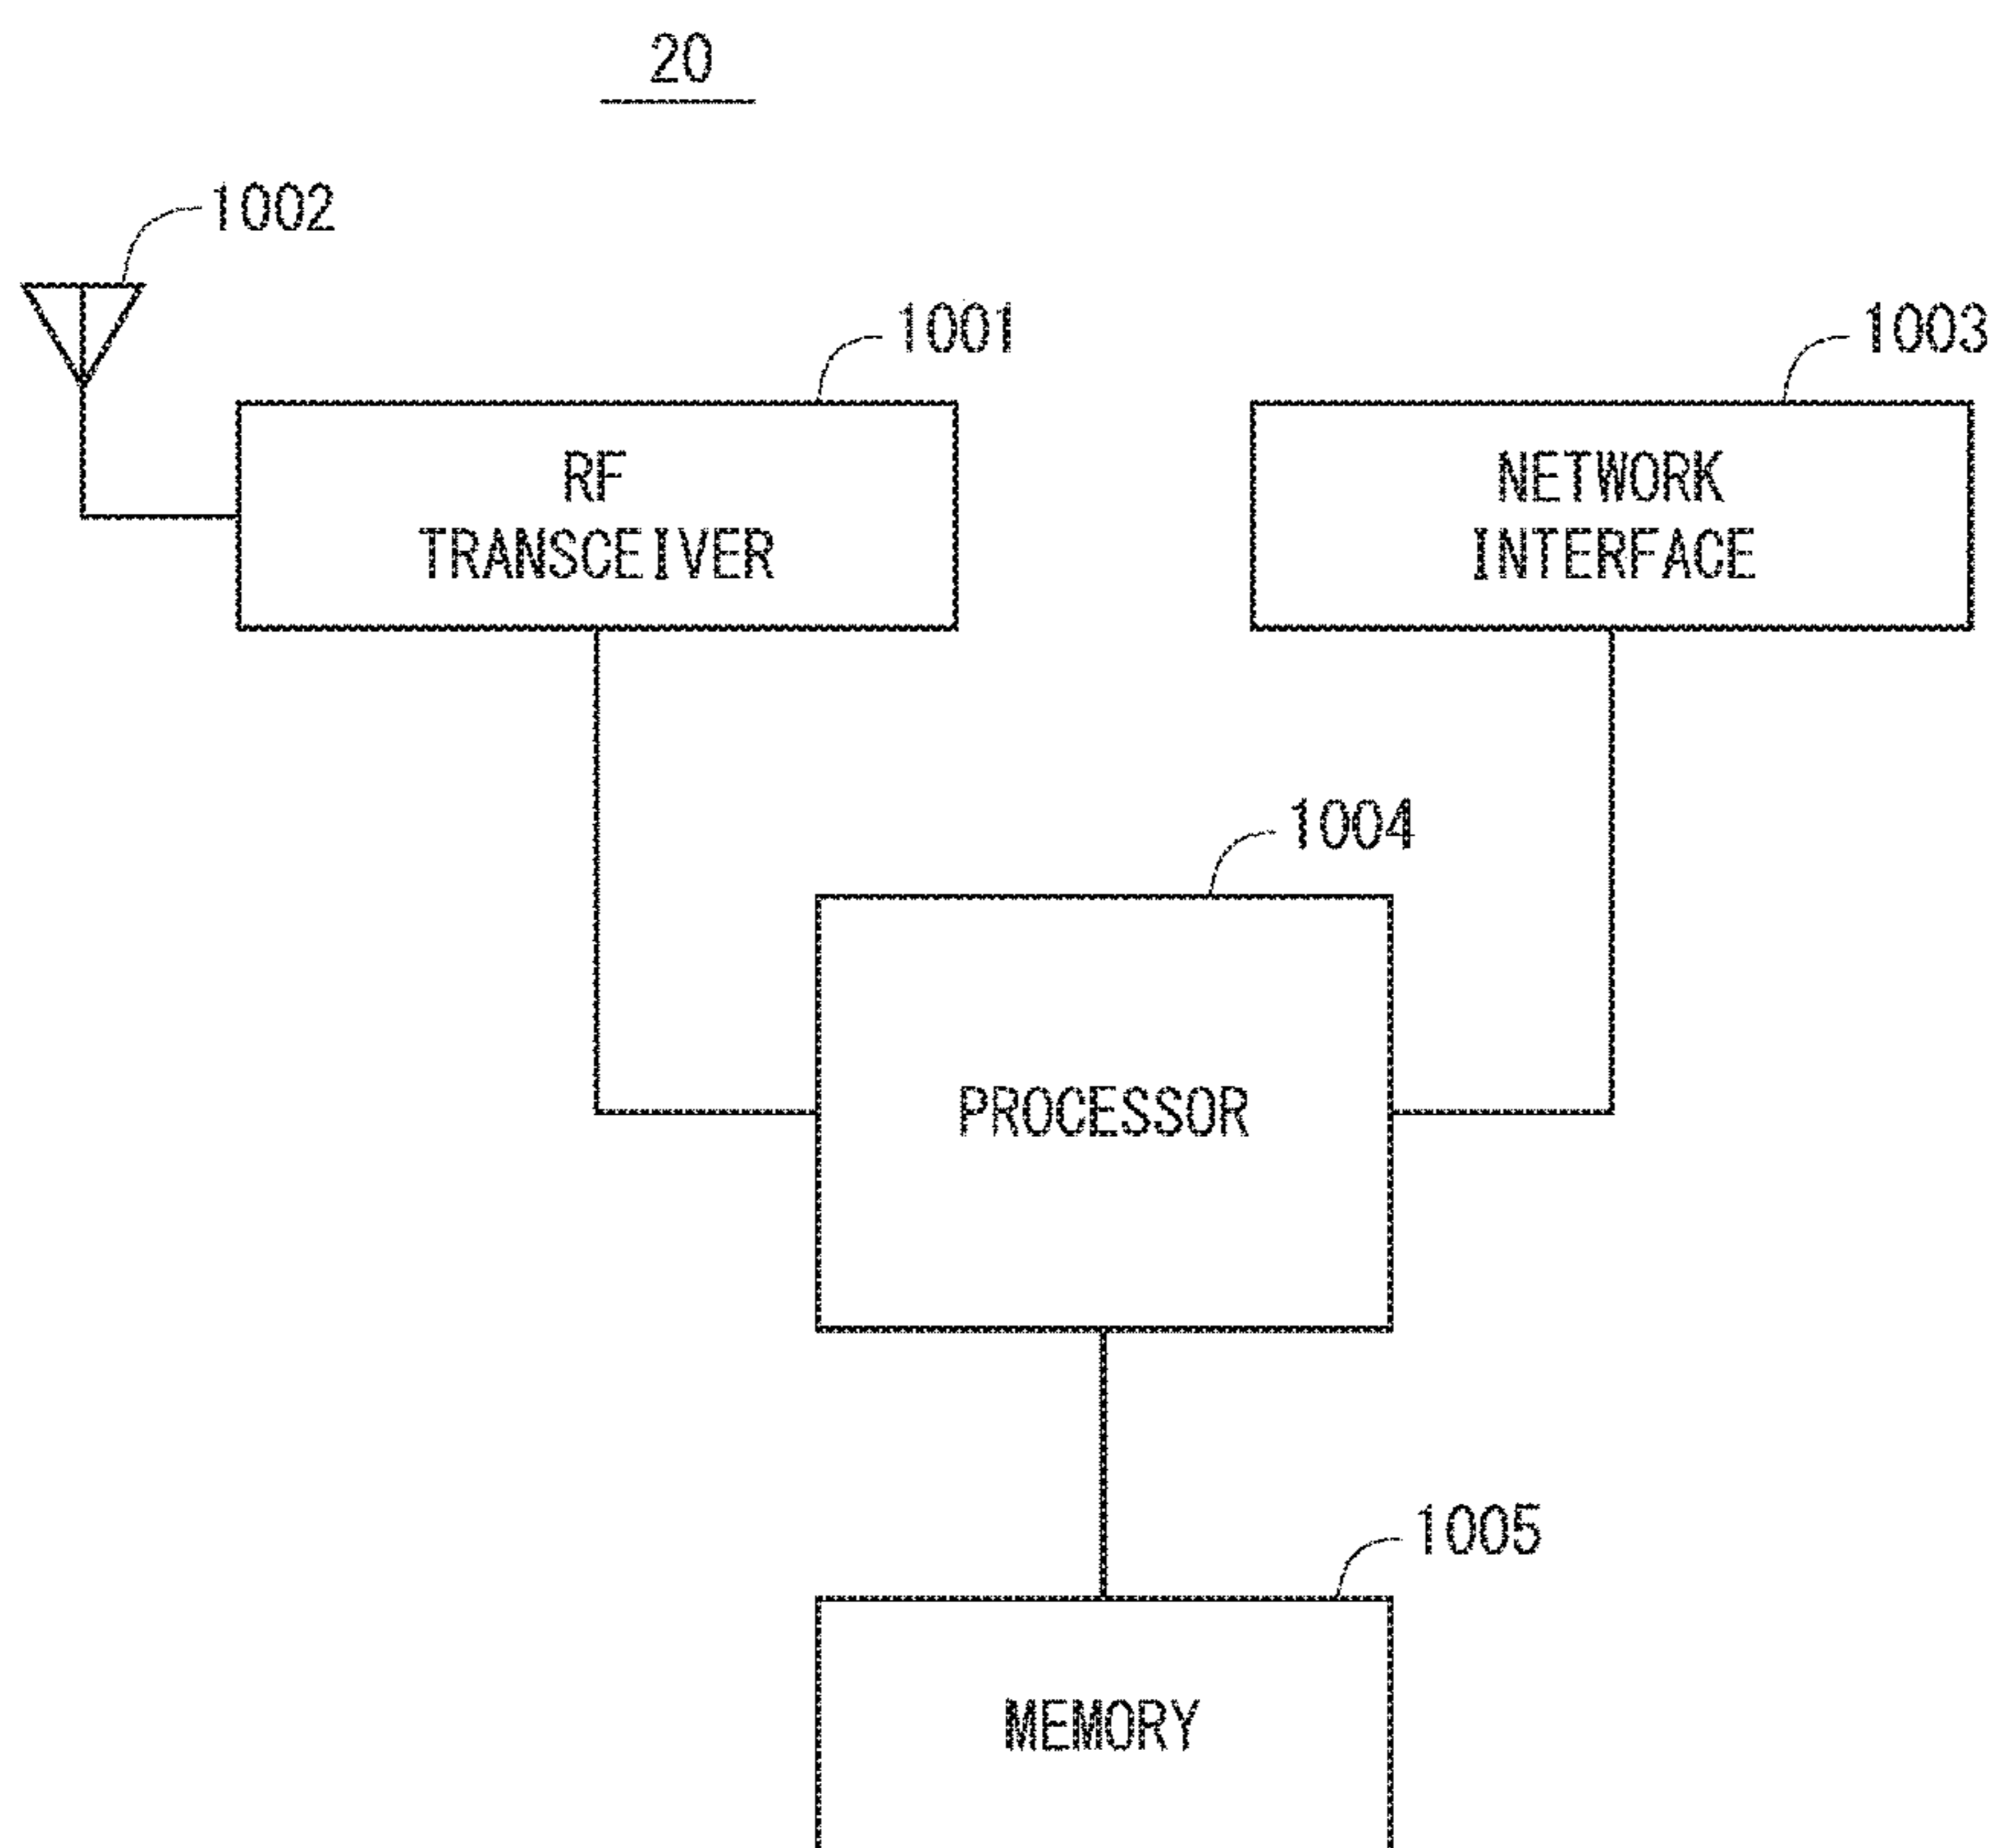 20
1002
1001
1003
RF
TRANSCEIVER
NETWORK
INTERFACE
1004
PROCESSOR
1005
MEMORY